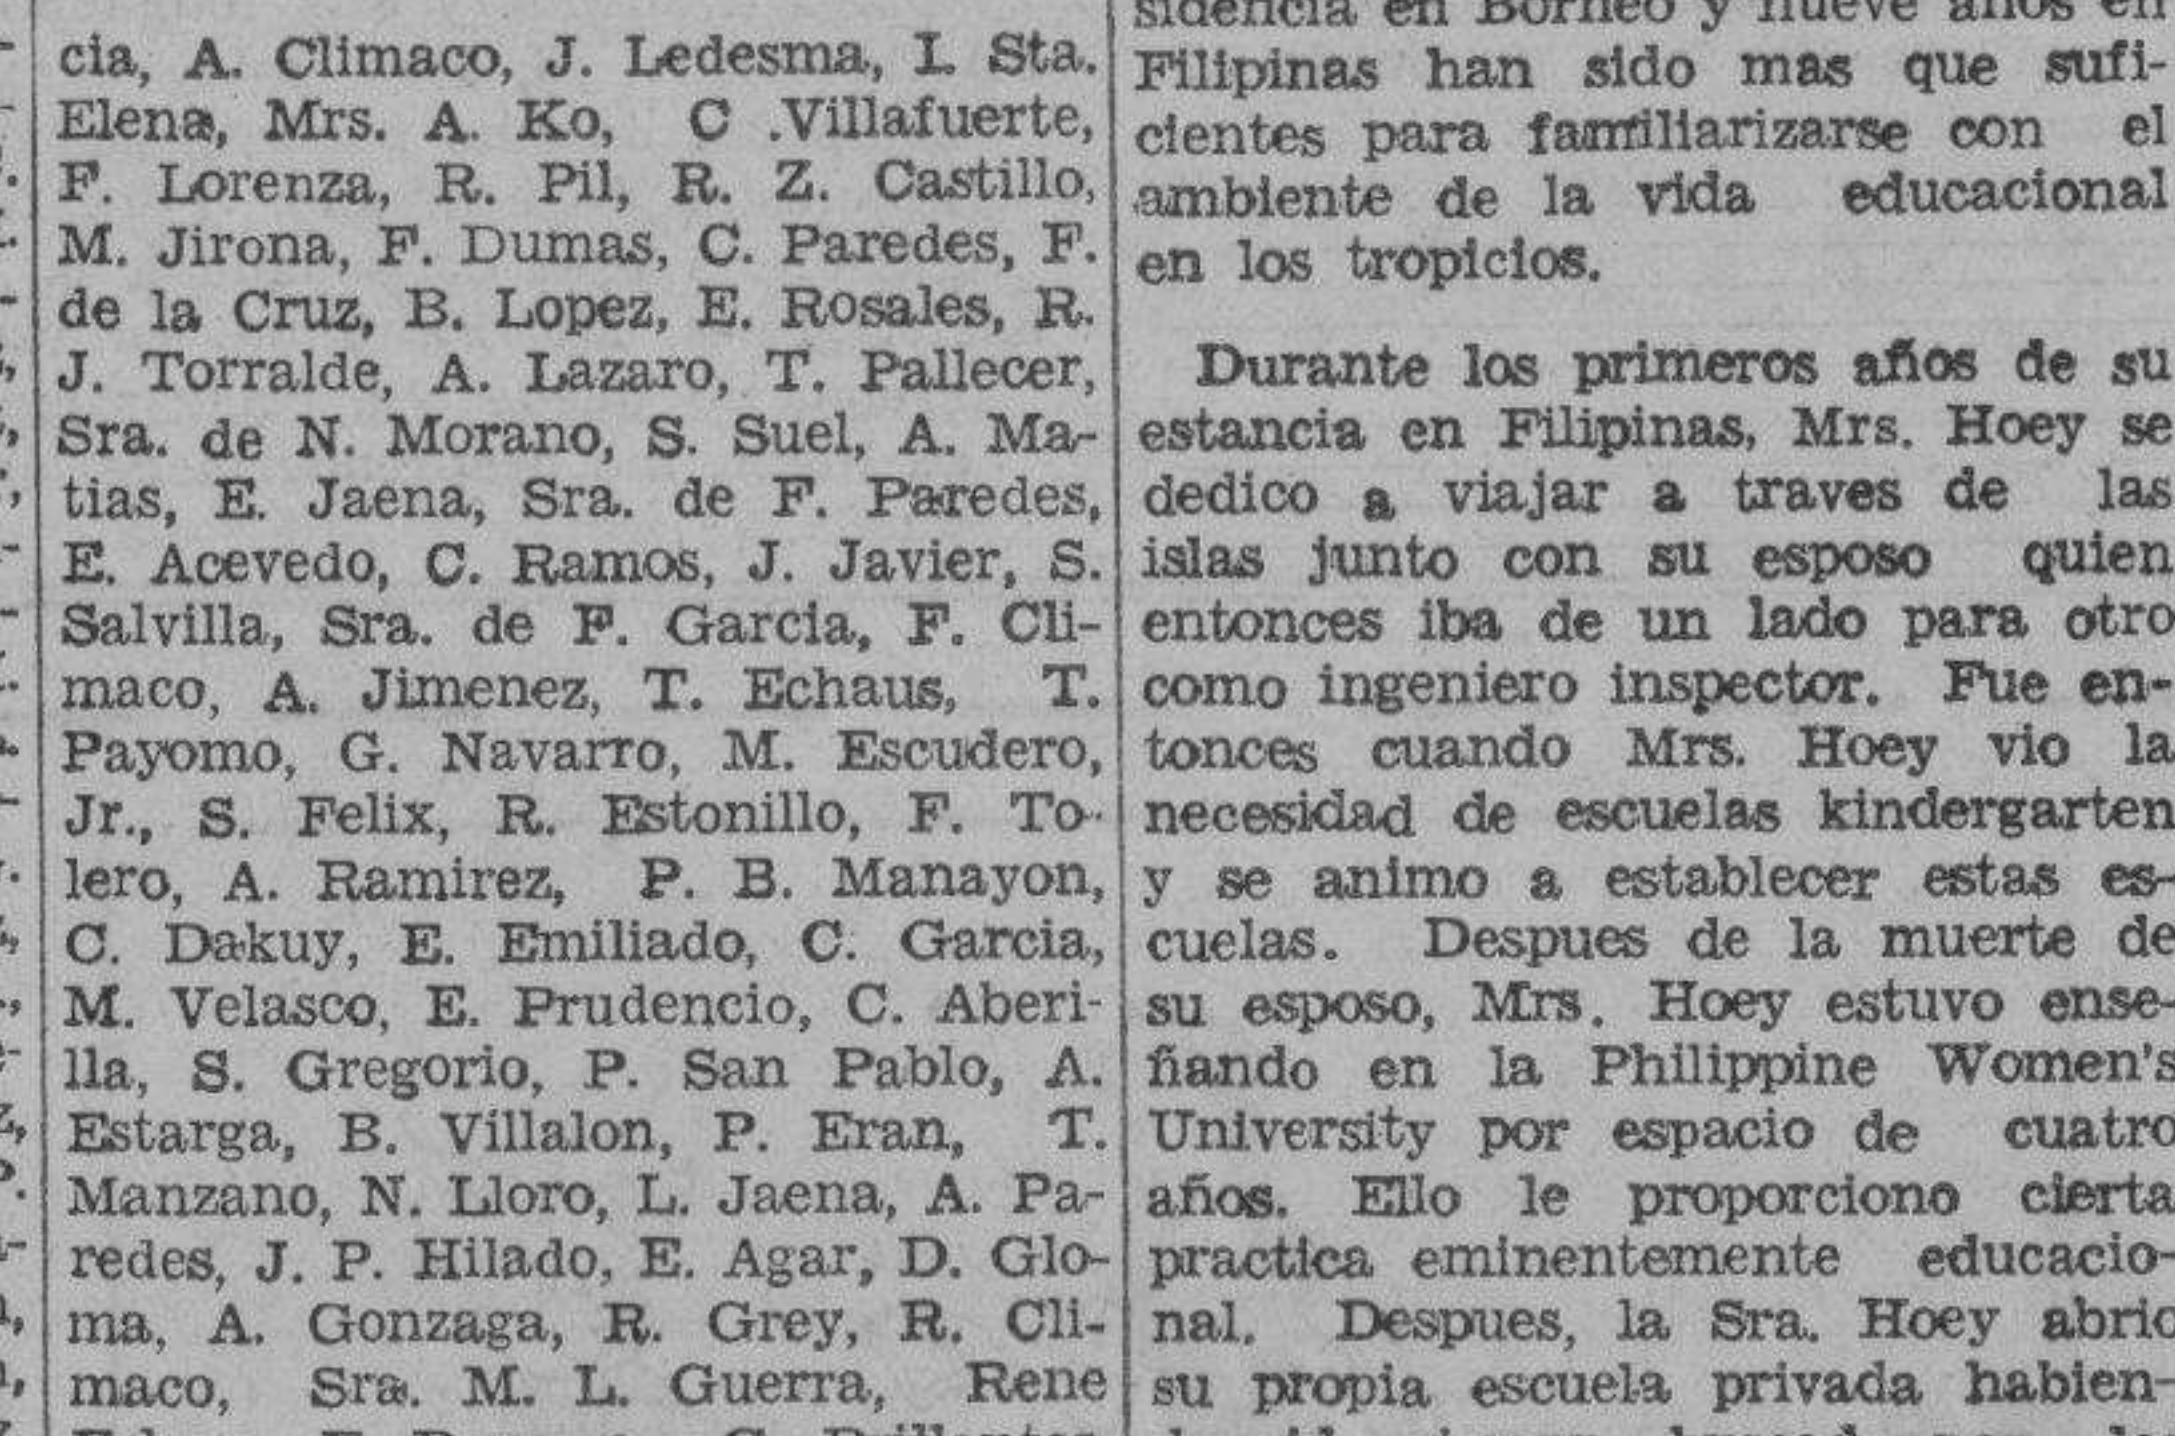 cia, A. Climaco, J. Ledesma, I. Sta.
Elena, Mrs. A. Ko, C .Villafuerte,
F. Lorenza, R. Pil, R. Z. Castillo,
M. Jirona, F. Dumas, C. Paredes, F.
de la Cruz, B. Lopez, E. Rosales, R.
J. Torralde, A. Lazaro, T. Pallecer,
Sra. de N. Morano, S. Suel, A. Ma-
tias, E. Jaena, Sra. de F. Paredes,
E. Acevedo, C. Ramos, J. Javier, S.
Salvilla, Sra. de F. Garcia, F. Cli-
maco, A. Jimenez, T. Echaus, T.
Payomo, G. Navarro, M. Escudero,
Jr., S. Felix, R. Estonillo, F. To-
lero, A. Ramirez, P. B. Manayon,
C. Dakuy, E. Emiliado, C. Garcia,
M. Velasco, E. Prudencio, C. Aberi-
lla, S. Gregorio, P. San Pablo, A.
Estarga, B. Villalon, P. Eran, T.
Manzano, N. Lloro, L. Jaena, A. Pa-
redes, J. P. Hilado, E. Agar, D. Glo-
ma, A. Gonzaga, R. Grey, R. Cli-
maco, Sra. M. L. Guerra, Rene
sidencia en Borneo y nueve años en
Filipinas han sido mas que sufi-
cientes para familiarizarse con el
ambiente de la vida educacional
en los tropicios.
Durante los primeros años de su
estancia en Filipinas, Mrs. Hoey se
dedico a viajar a traves de las
islas junto con su esposo quien
entonces iba de un lado para otro
como ingeniero inspector. Fue en-
tonces cuando Mrs. Hoey vio la
necesidad de escuelas kindergarten
y se animo a establecer estas es-
cuelas. Despues de la muerte de
su esposo, Mrs. Hoey estuvo ense-
ñando en la Philippine Women's
University por espacio de cuatro
años. Ello le proporciono cierta
practica eminentemente educacio-
nal. Despues, la Sra. Hoey abrio
su propia escuela privada habien-